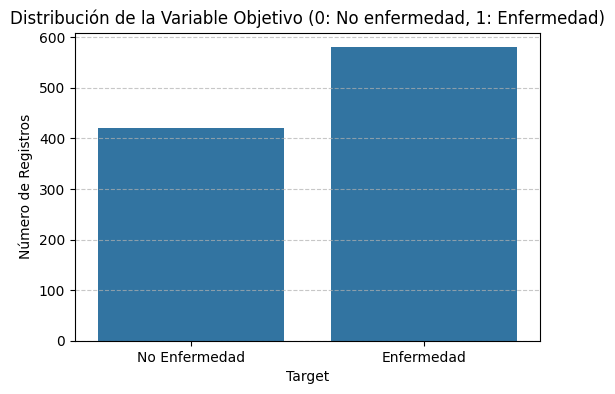 Distribución de la Variable Objetivo (0: No enfermedad, 1: Enfermedad)
600
500
400
300
200
100
0
Número de Registros
No Enfermedad
Enfermedad
Target